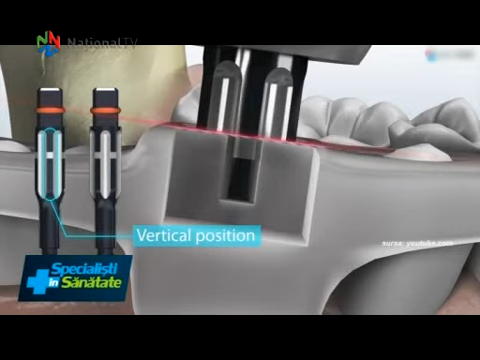 NationalTV
Vertical position
sursa: youtube.com
Specialiști
în
Sănătate